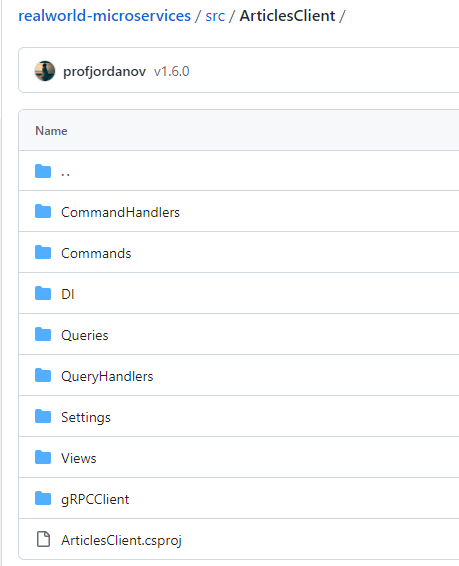 realworld-microservices / src / ArticlesClient /
profjordanov v1.6.0
Name
..
CommandHandlers
Commands
DI
Queries
QueryHandlers
Settings
Views
gRPCClient
ArticlesClient.csproj